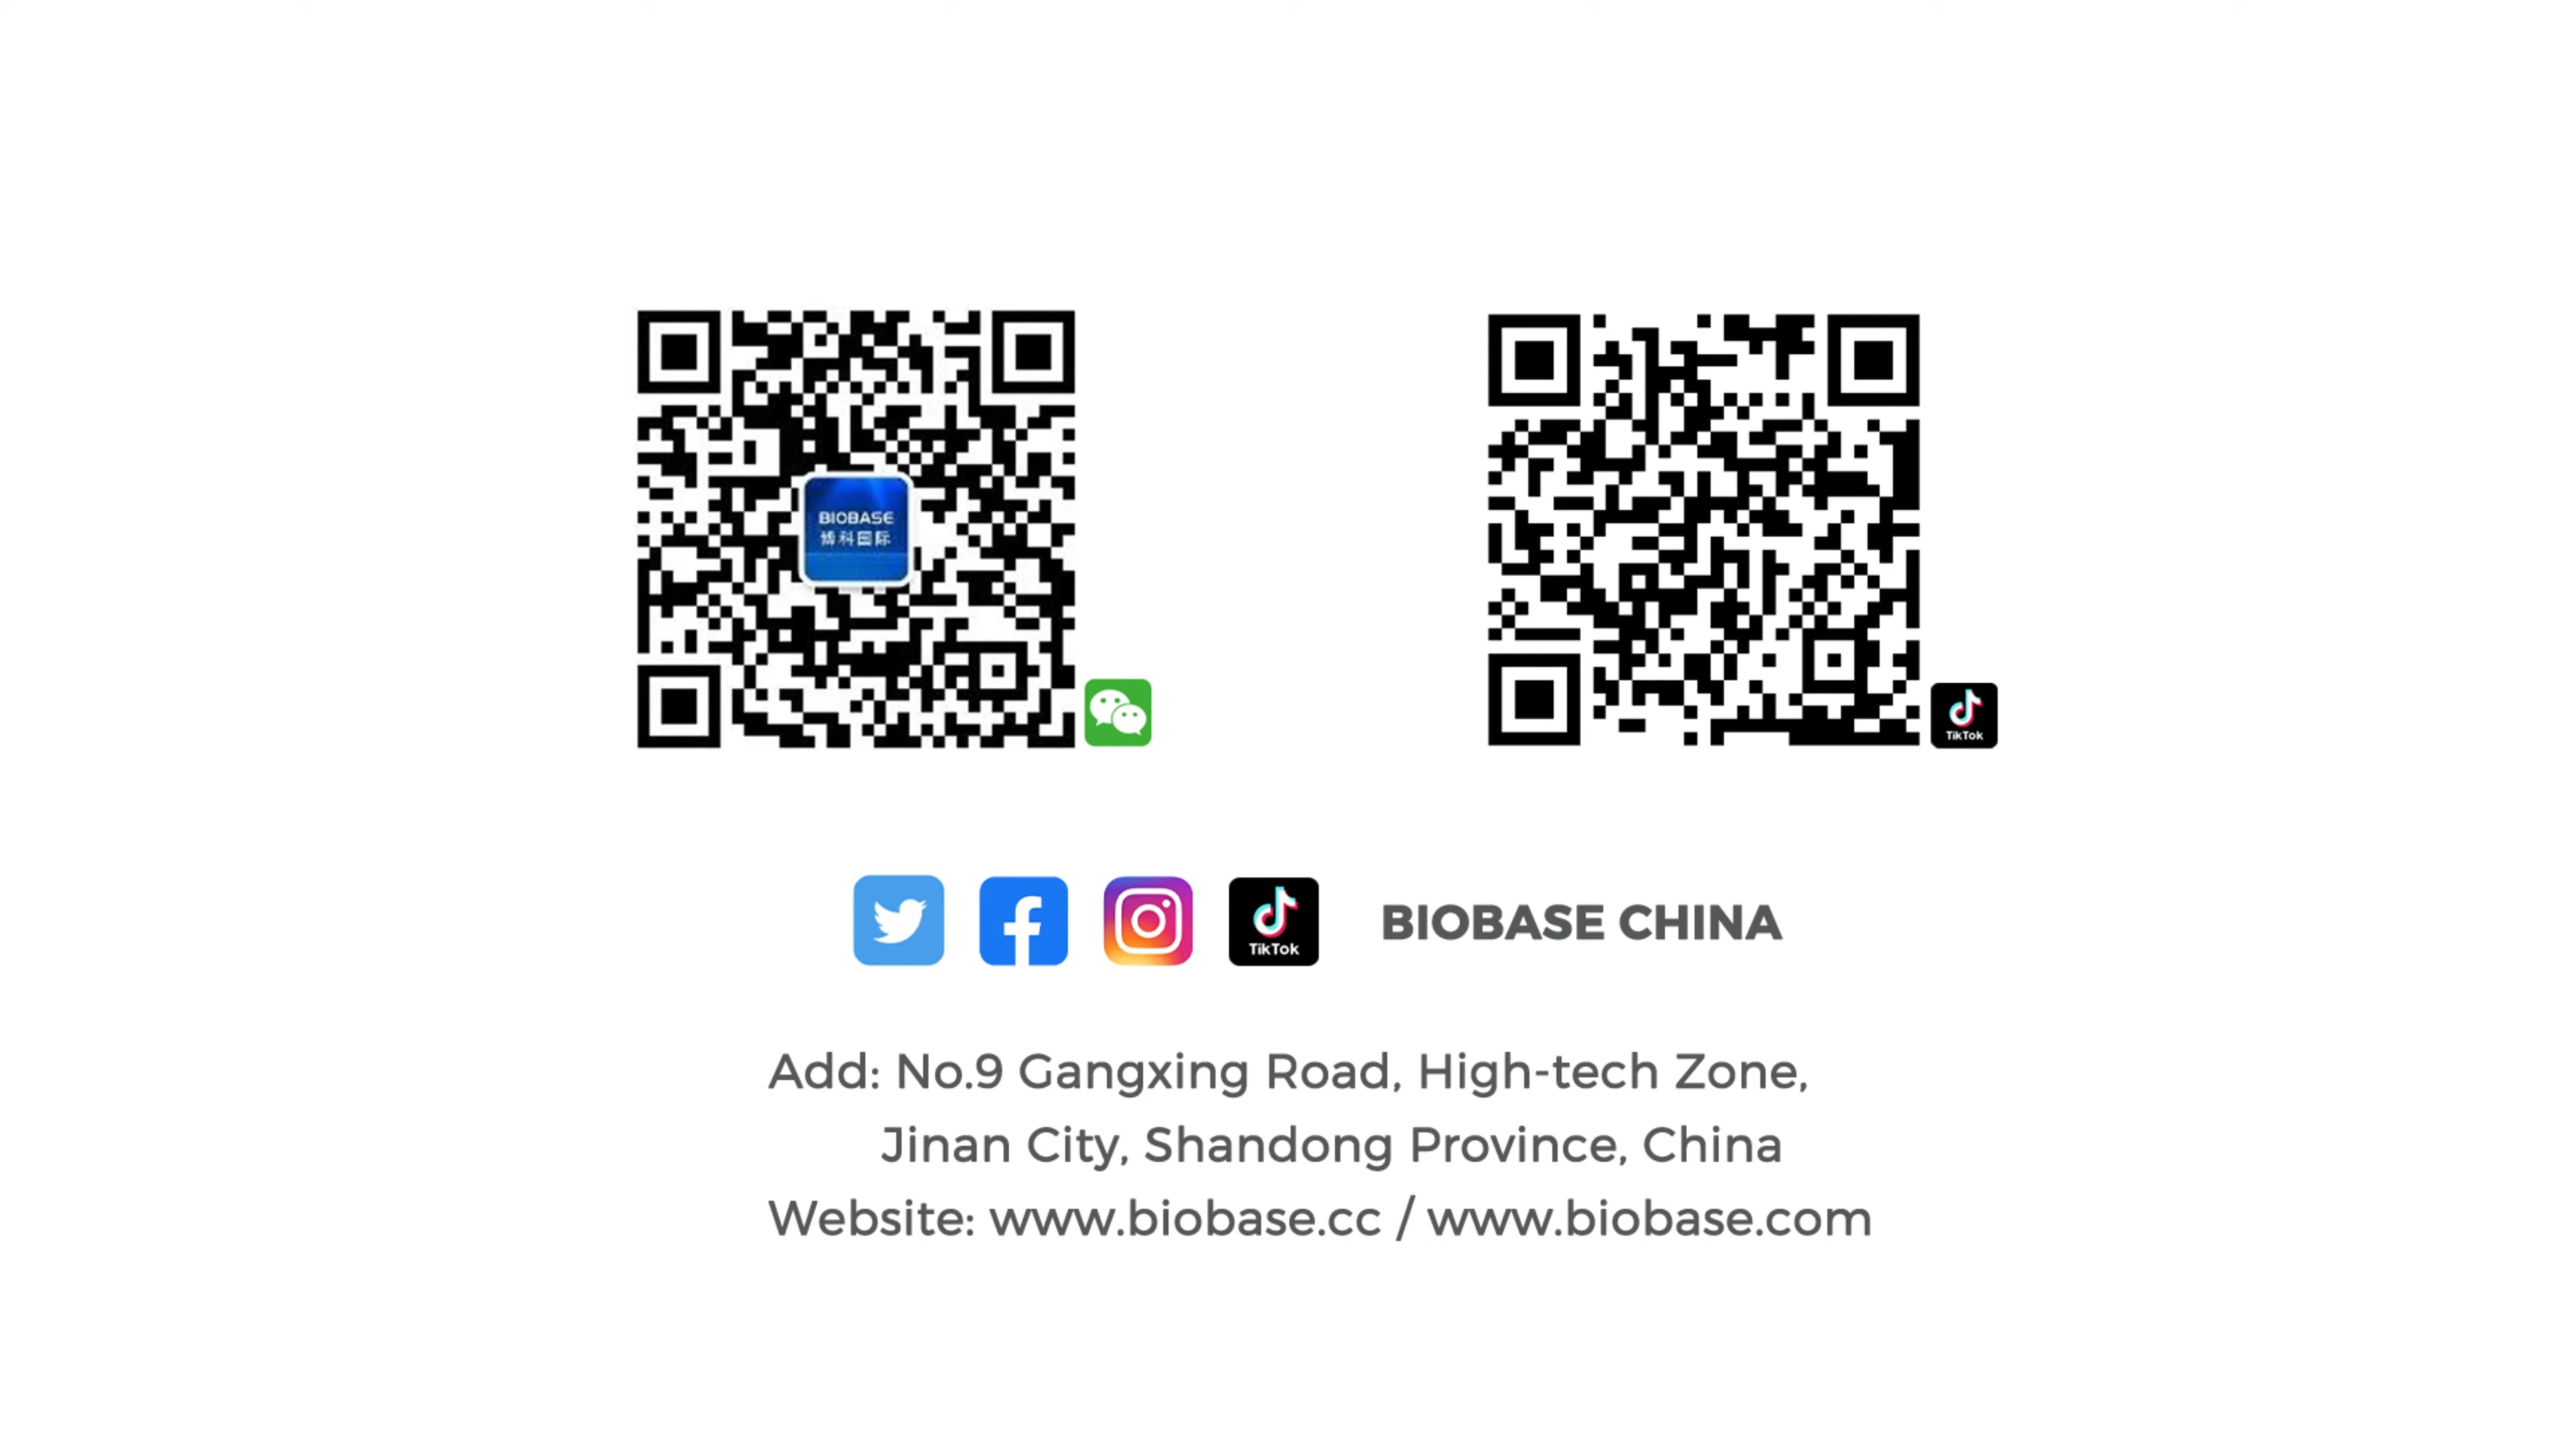 BIOBASE
博科国际
TikTok
TikTok
BIOBASE CHINA
Add: No.9 Gangxing Road, High-tech Zone,
Jinan City, Shandong Province, China
Website: www.biobase.cc / www.biobase.com